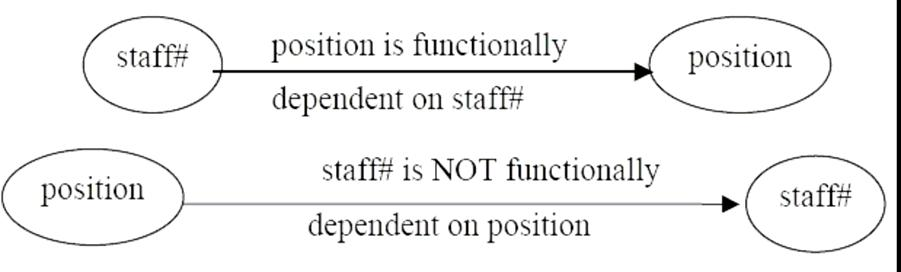 staff#
position is functionally
dependent on staff#
position
position
staff# is NOT functionally
dependent on position
staff#